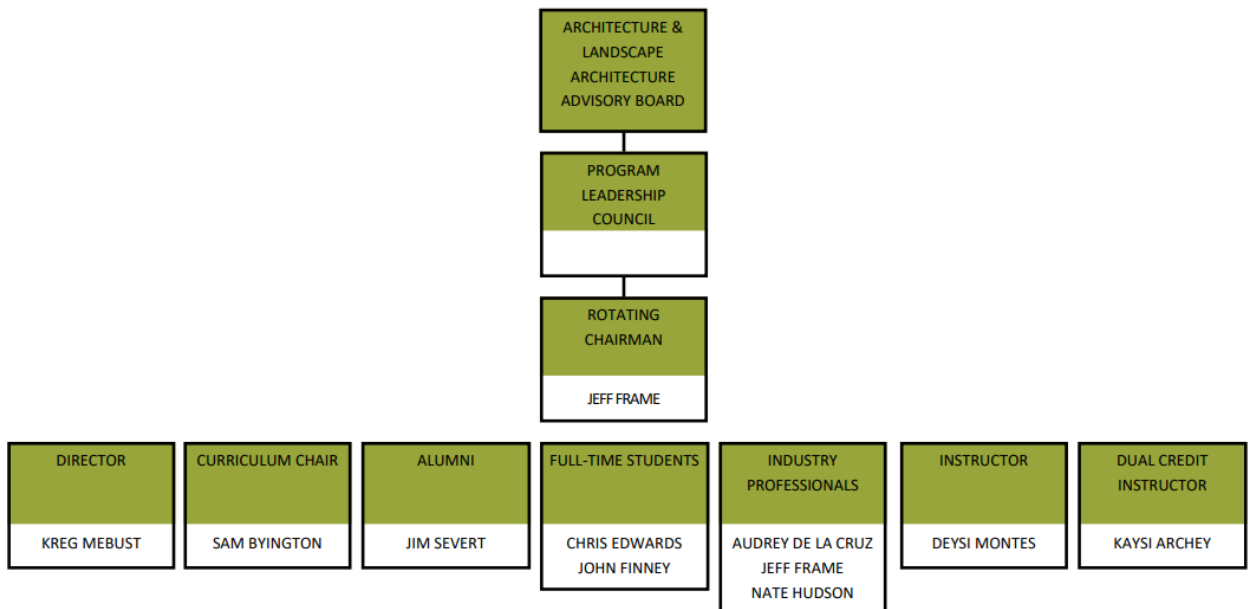 ARCHITECTURE &
LANDSCAPE
ARCHITECTURE
ADVISORY BOARD
PROGRAM
LEADERSHIP
COUNCIL
ROTATING
CHAIRMAN
JEFF FRAME
DIRECTOR
KREG MEBUST
CURRICULUM CHAIR
SAM BYINGTON
ALUMNI
JIM SEVERT
FULL-TIME STUDENTS
CHRIS EDWARDS
JOHN FINNEY
INDUSTRY
PROFESSIONALS
AUDREY DE LA CRUZ
JEFF FRAME
NATE HUDSON
INSTRUCTOR
DEYSI MONTES
DUAL CREDIT
INSTRUCTOR
KAYSI ARCHEY